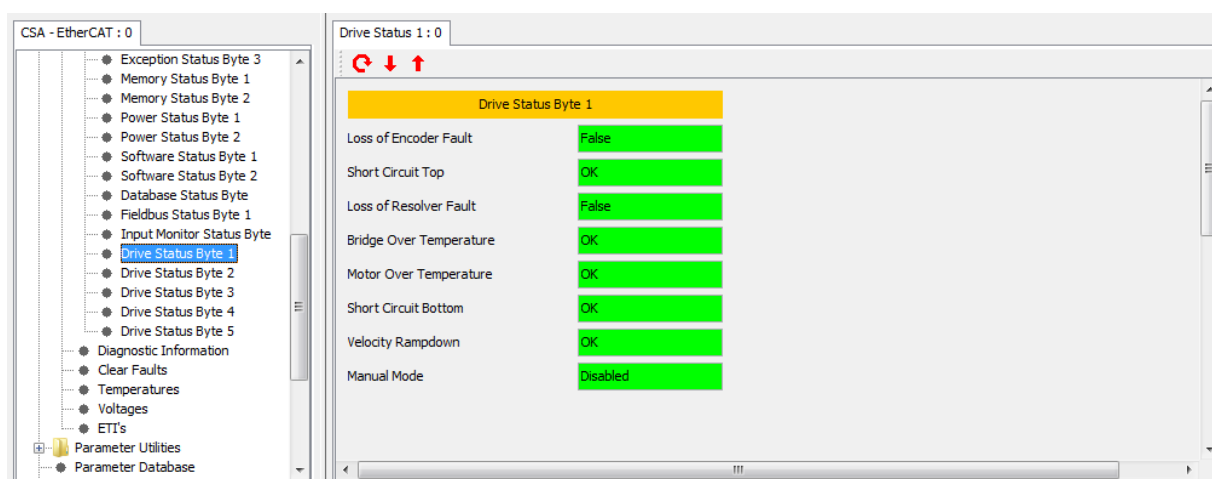 CSA - EtherCAT : 0
Exception Status Byte 3
Memory Status Byte 1
Memory Status Byte 2
Power Status Byte 1
Power Status Byte 2
Software Status Byte 1
Software Status Byte 2
Database Status Byte
Fieldbus Status Byte 1
Input Monitor Status Byte
Drive Status Byte 1
Drive Status Byte 2
Drive Status Byte 3
Drive Status Byte 4
Drive Status Byte 5
Diagnostic Information
Clear Faults
Temperatures
Voltages
ETI's
Parameter Utilities
Parameter Database
Drive Status 1 : 0
Drive Status Byte 1
Loss of Encoder Fault False
Short Circuit Top OK
Loss of Resolver Fault False
Bridge Over Temperature OK
Motor Over Temperature OK
Short Circuit Bottom OK
Velocity Rampdown OK
Manual Mode Disabled